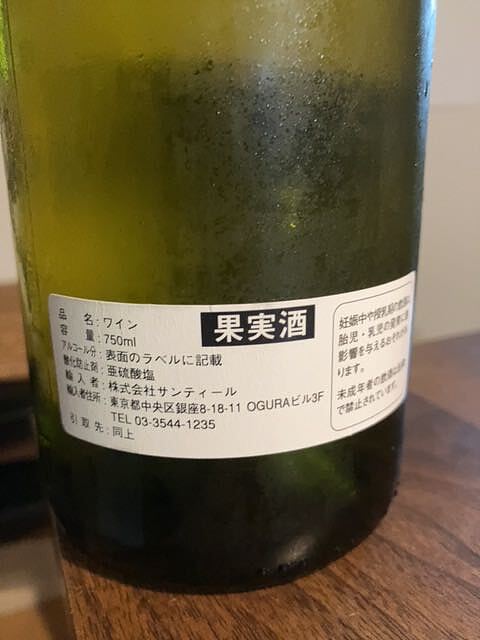 果実酒
品名:ワイン
容量:750ml
アルコール分:表面のラベルに記載
酸化防止剤:亜硫酸塩
輸入者:株式会社サンティール
輸入者住所:東京都中央区銀座8-18-11 OGURAビル3F
TEL 03-3544-1235
引取先:同上
妊娠中や授乳期の飲酒は
胎児・乳児の発育に悪
影響を与えるおそれがあ
ります。
未成年者の飲酒は法律
で禁止されています。